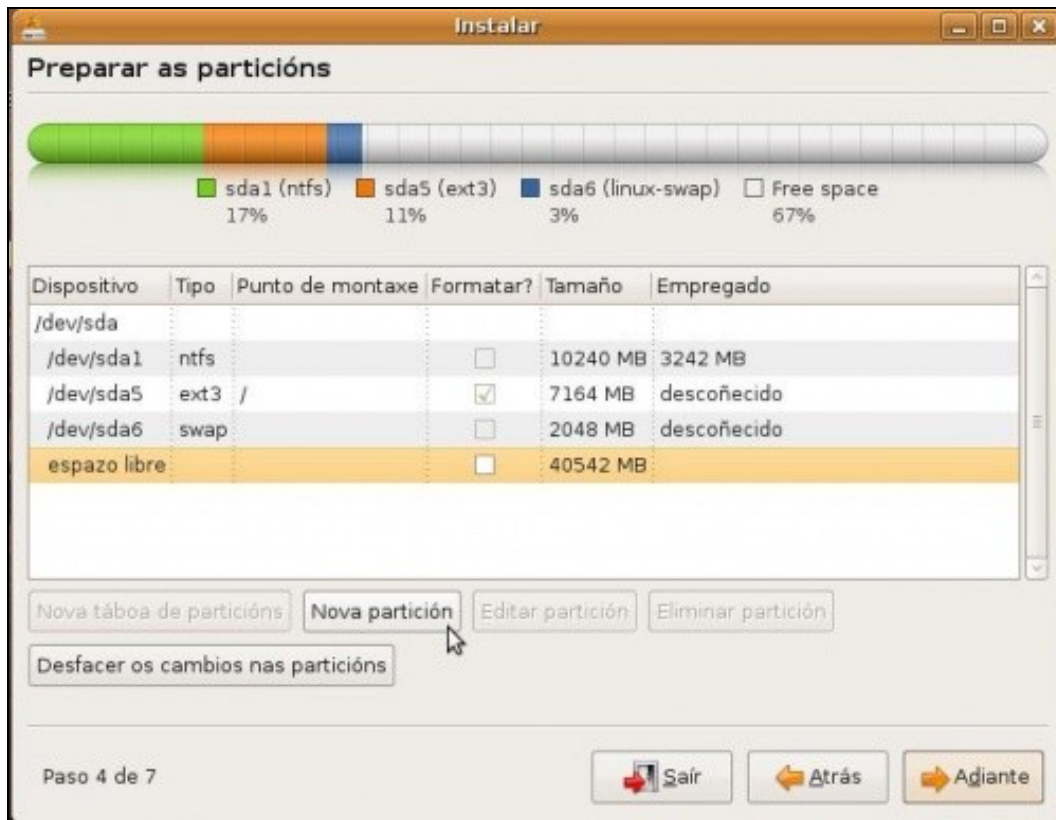 Instalar
Preparar as particións
sda1 (ntfs) sda5 (ext3) sda6 (linux-swap) Free space
17% 11% 3% 67%
Dispositivo Tipo Punto de montaxe Formatar? Tamaño Empregado
/dev/sda
/dev/sda1 ntfs 10240 MB 3242 MB
/dev/sda5 ext3 / 7164 MB descoñecido
/dev/sda6 swap 2048 MB descoñecido
espazo libre 40542 MB
Nova táboa de particións Nova partición Editar partición Eliminar partición
Desfacer os cambios nas particións
Paso 4 de 7 Saír Atrás Adiante